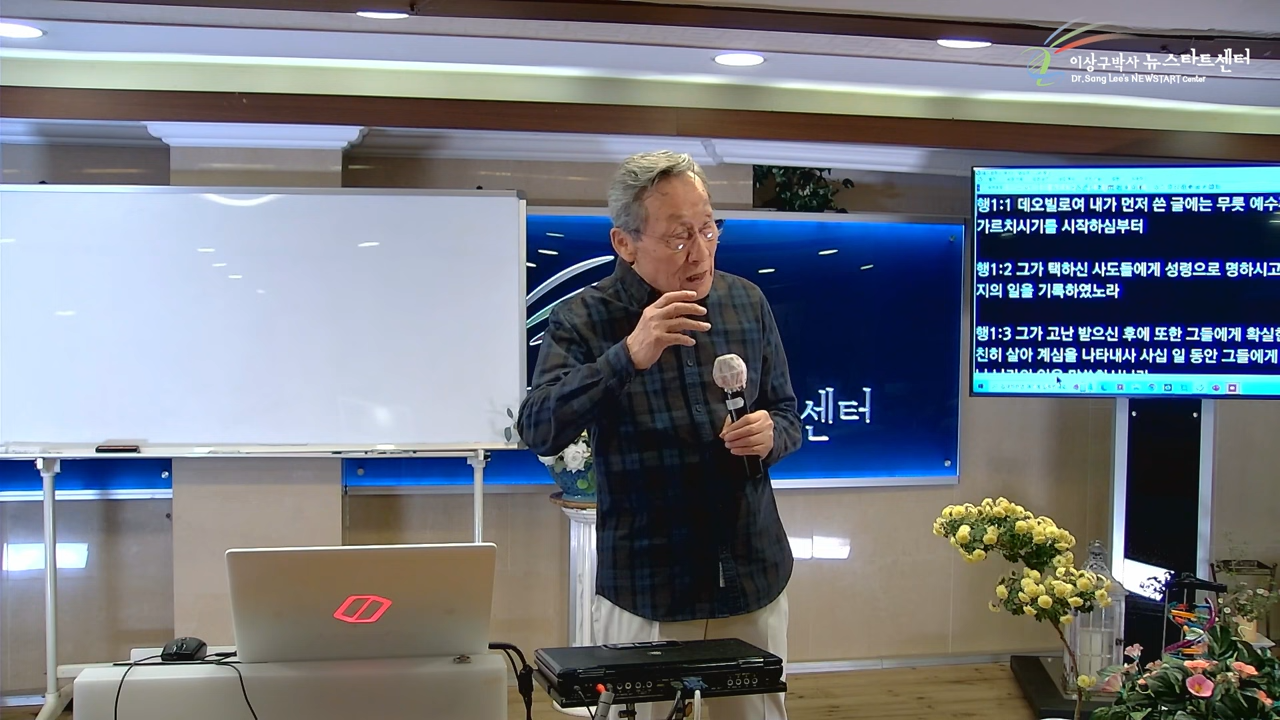 이상구박사 뉴스타트센터
Dr.Sang Lee's NEWSTART Center
행1:1 데오빌로여 내가 먼저 쓴 글에는 무릇 예수
가르치시기를 시작하심부터
행1:2 그가 택하신 사도들에게 성령으로 명하시고
지의 일을 기록하였노라
행1:3 그가 고난 받으신 후에 또한 그들에게 확실한
친히 살아 계심을 나타내사 사십 일 동안 그들에게
센터